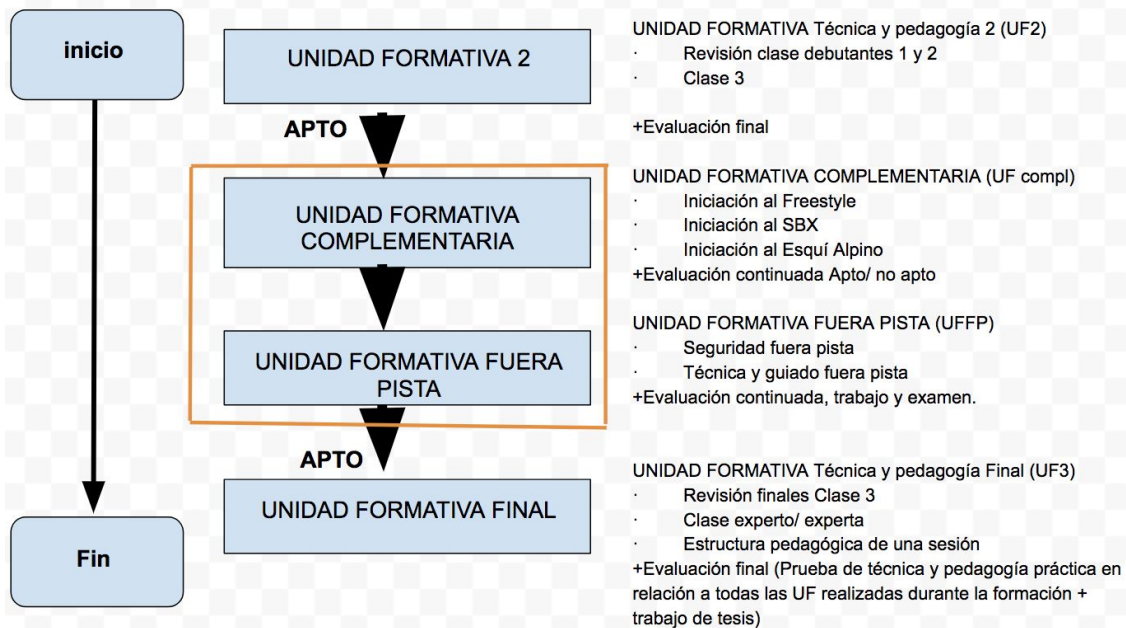 inicio
UNIDAD FORMATIVA 2
APTO
UNIDAD FORMATIVA
COMPLEMENTARIA
UNIDAD FORMATIVA FUERA
PISTA
APTO
UNIDAD FORMATIVA FINAL
Fin
UNIDAD FORMATIVA Técnica y pedagogía 2 (UF2)
· Revisión clase debutantes 1 y 2
· Clase 3
+Evaluación final
UNIDAD FORMATIVA COMPLEMENTARIA (UF compl)
· Iniciación al Freestyle
· Iniciación al SBX
· Iniciación al Esquí Alpino
+Evaluación continuada Apto/ no apto
UNIDAD FORMATIVA FUERA PISTA (UFFP)
· Seguridad fuera pista
· Técnica y guiado fuera pista
+Evaluación continuada, trabajo y examen.
UNIDAD FORMATIVA Técnica y pedagogía Final (UF3)
· Revisión finales Clase 3
· Clase experto/ experta
· Estructura pedagógica de una sesión
+Evaluación final (Prueba de técnica y pedagogía práctica en
relación a todas las UF realizadas durante la formación +
trabajo de tesis)